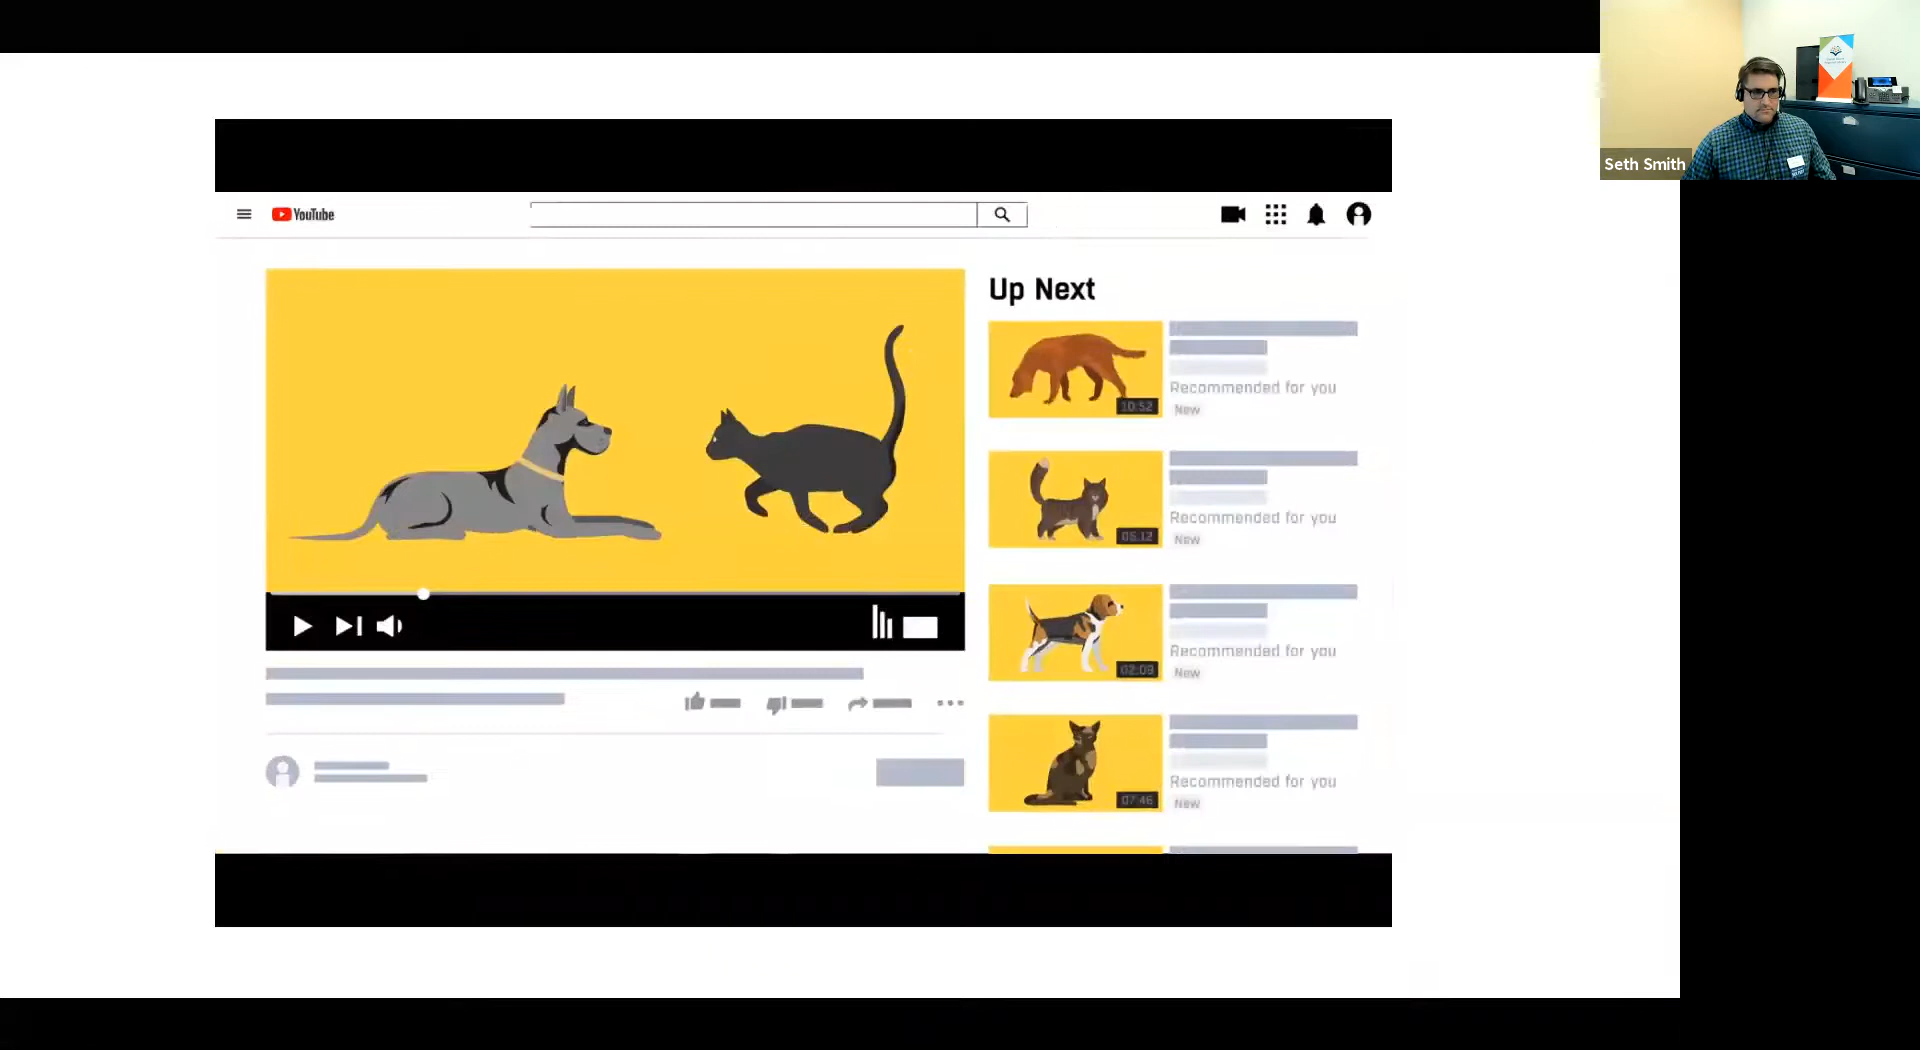 Seth Smith
YouTube
Up Next
10:52
Recommended for you
New
05:12
Recommended for you
New
02:09
Recommended for you
New
07:46
Recommended for you
New